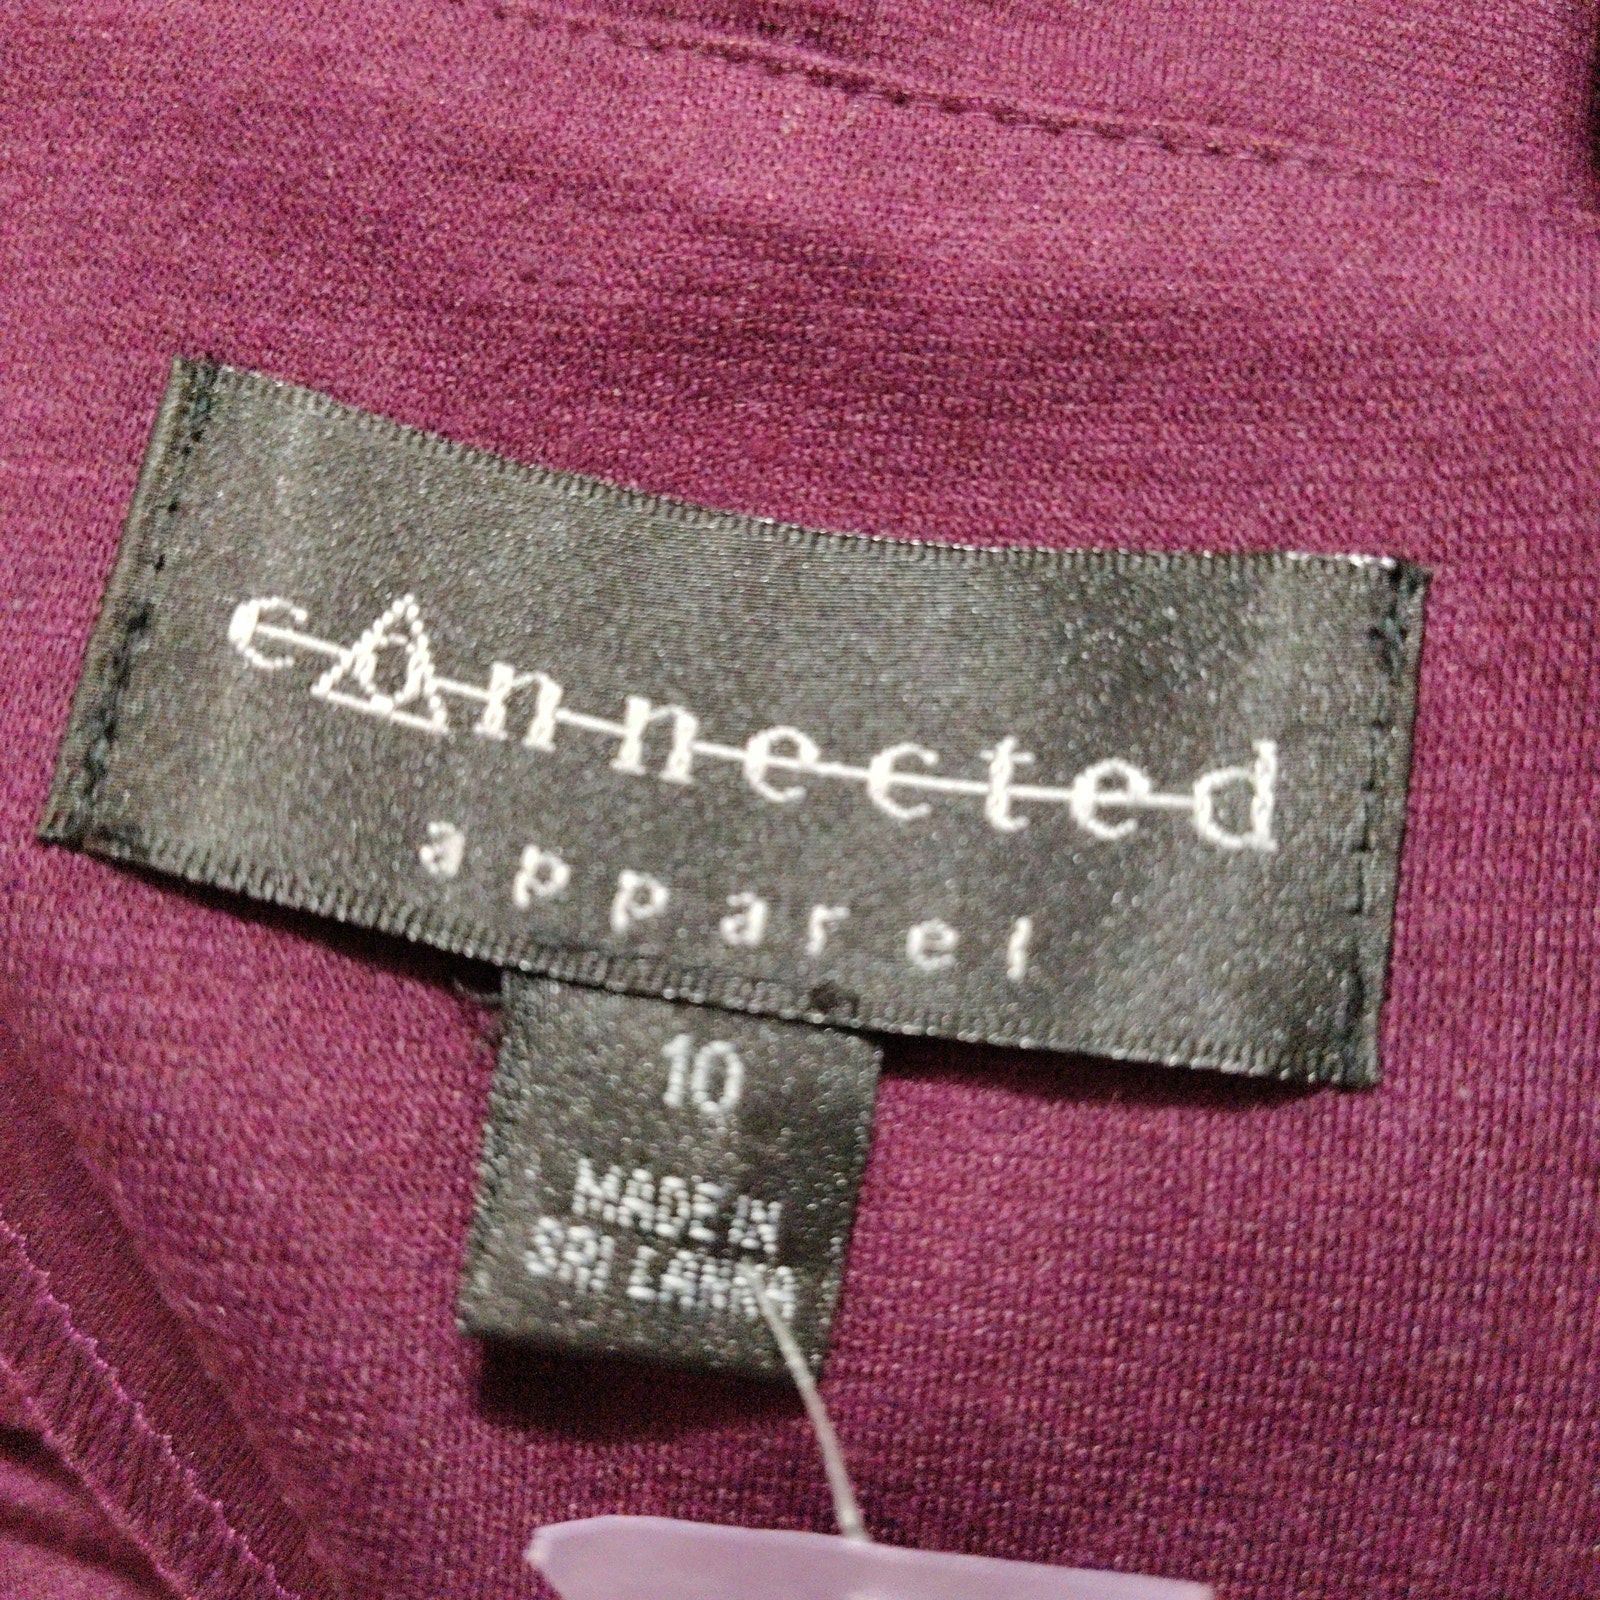 connected
apparel
10
MADE IN
SRI LANKA